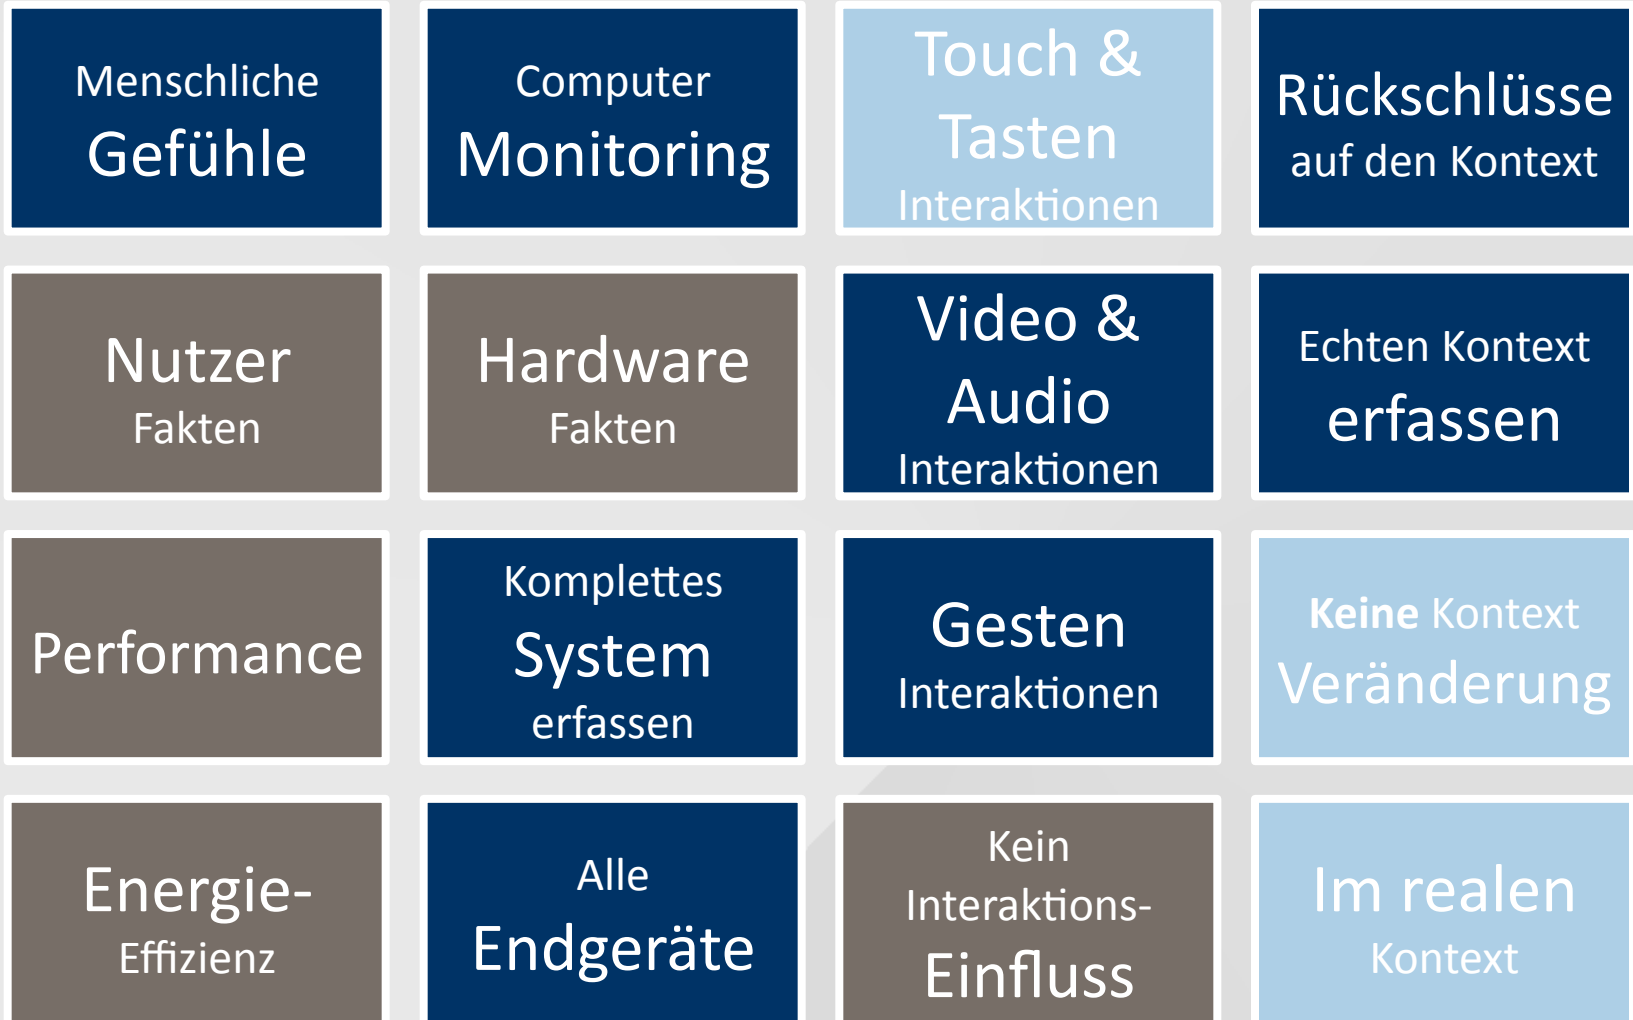 Menschliche
Gefühle
Computer
Monitoring
Touch &
Tasten
Interaktionen
Rückschlüsse
auf den Kontext
Nutzer
Fakten
Hardware
Fakten
Video &
Audio
Interaktionen
Echten Kontext
erfassen
Performance
Komplettes
System
erfassen
Gesten
Interaktionen
Keine Kontext
Veränderung
Energie-
Effizienz
Alle
Endgeräte
Kein
Interaktions-
Einfluss
Im realen
Kontext